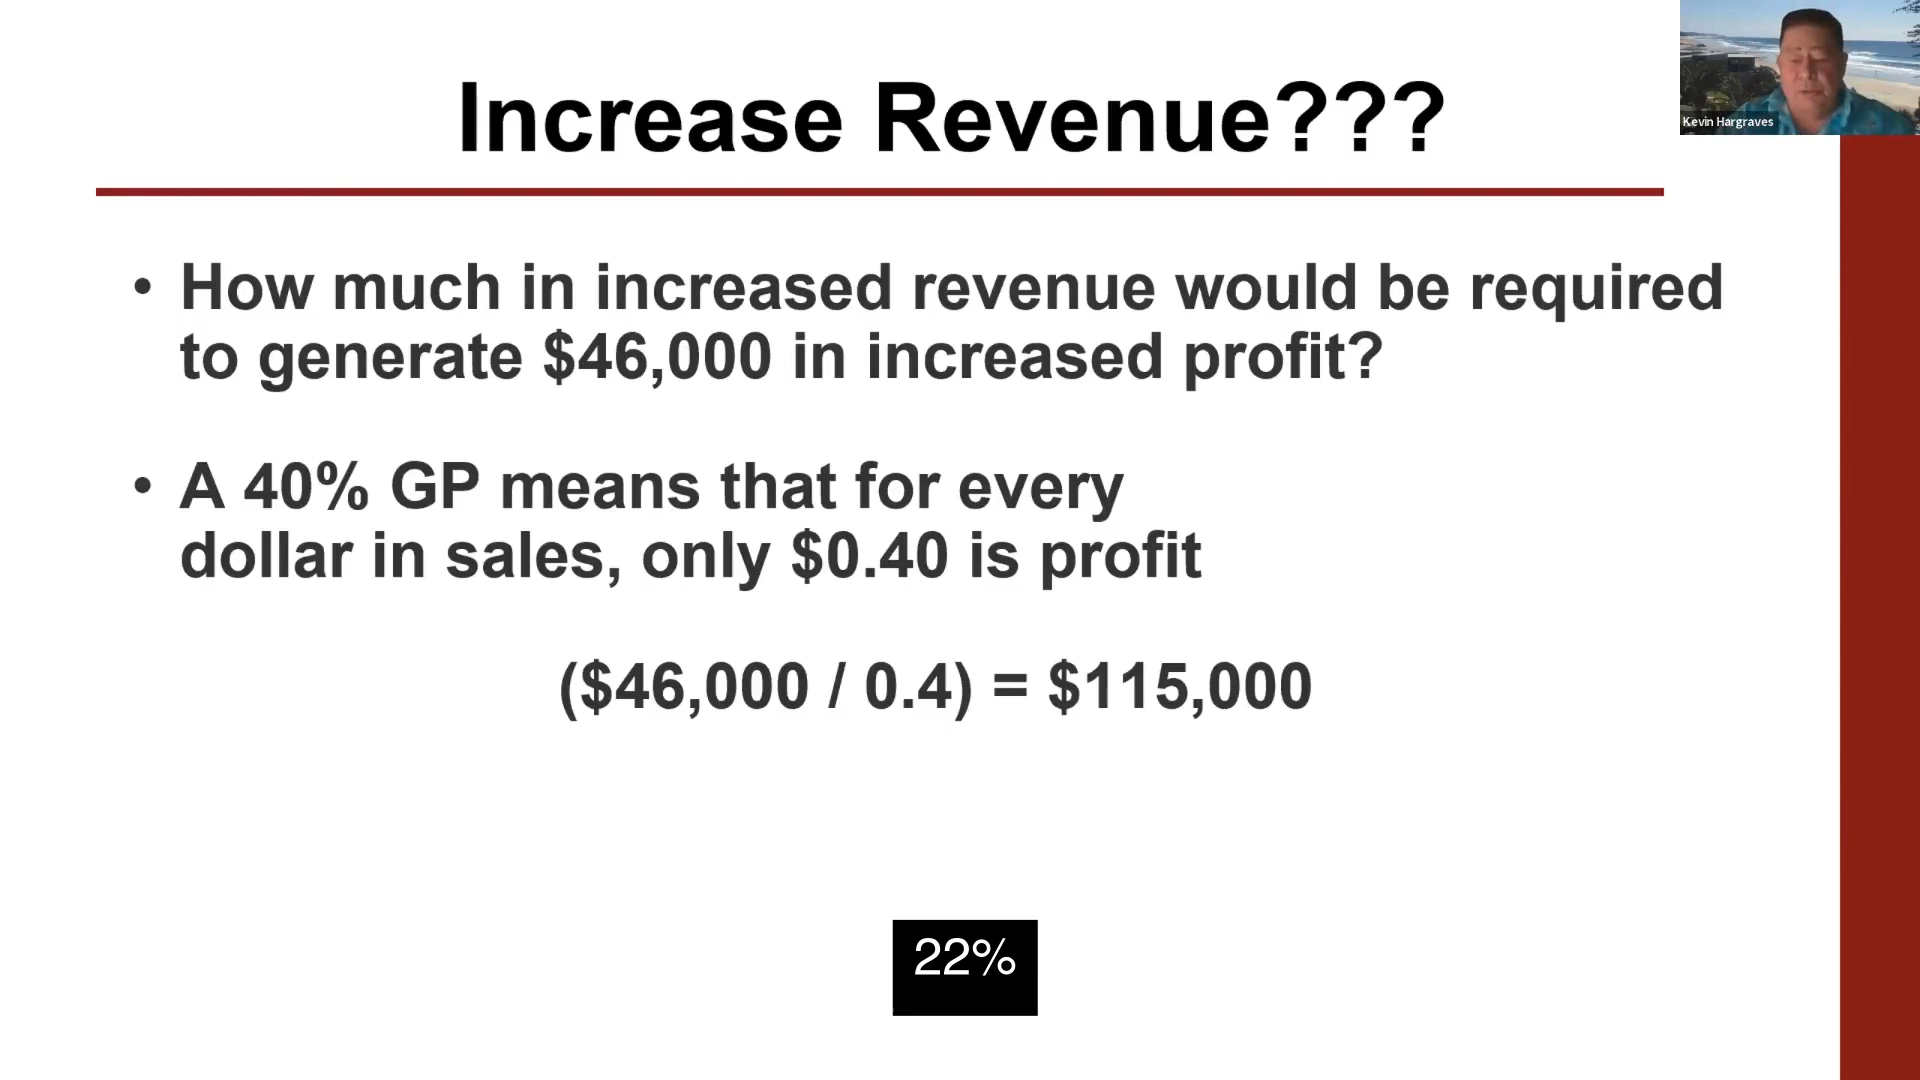 Increase Revenue???
Kevin Hargraves
• How much in increased revenue would be required
to generate $46,000 in increased profit?
• A 40% GP means that for every
dollar in sales, only $0.40 is profit
($46,000 / 0.4) = $115,000
22%